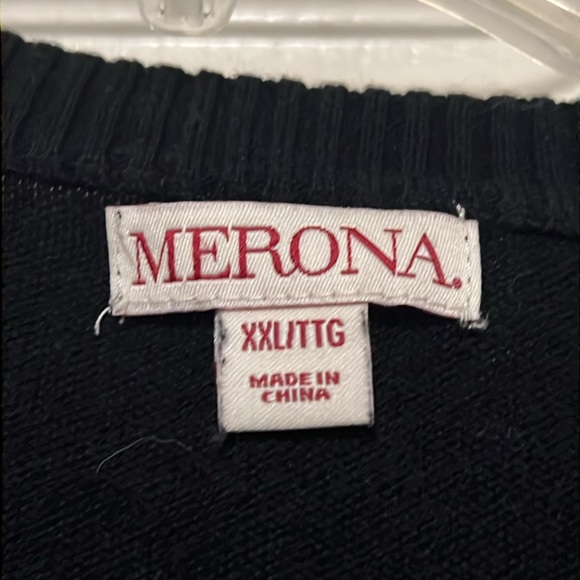 MERONA.
XXL/TTG
MADE IN
CHINA